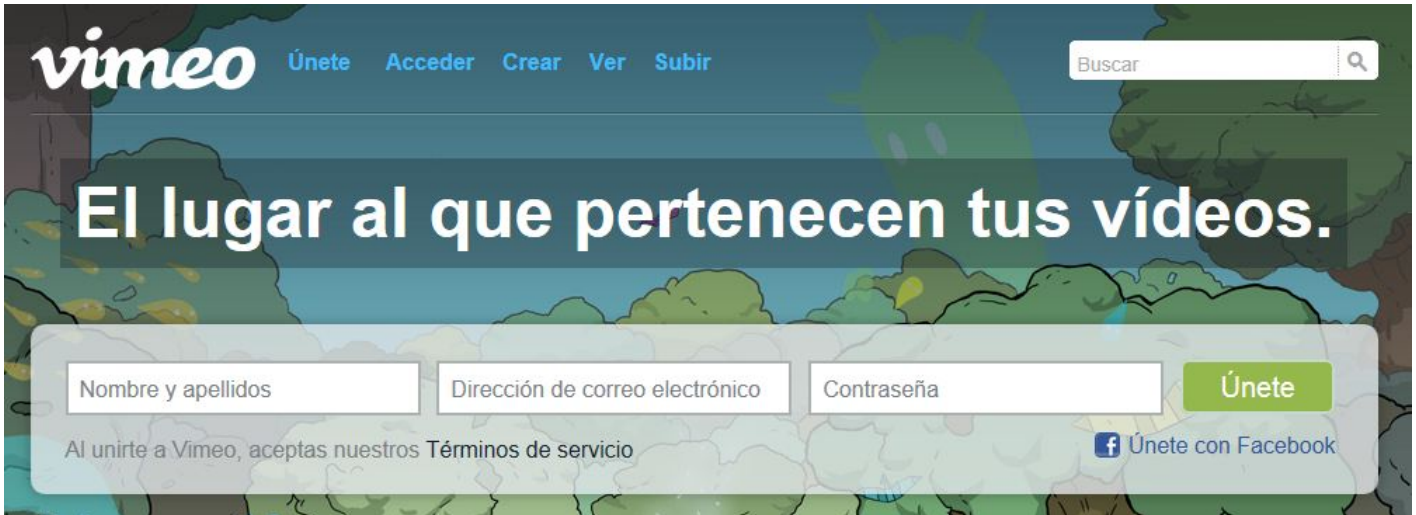 vimeo Únete Acceder Crear Ver Subir Buscar
El lugar al que pertenecen tus vídeos.
Nombre y apellidos Dirección de correo electrónico Contraseña Únete
Al unirte a Vimeo, aceptas nuestros Términos de servicio Únete con Facebook